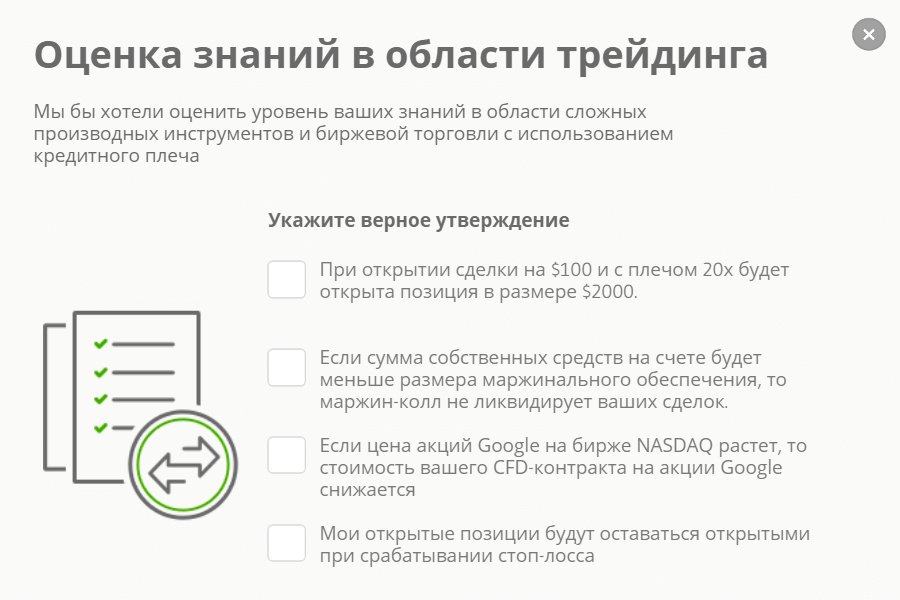 Оценка знаний в области трейдинга
Мы бы хотели оценить уровень ваших знаний в области сложных
производных инструментов и биржевой торговли с использованием
кредитного плеча
Укажите верное утверждение
При открытии сделки на $100 и с плечом 20x будет
открыта позиция в размере $2000.
Если сумма собственных средств на счете будет
меньше размера маржинального обеспечения, то
маржин-колл не ликвидирует ваших сделок.
Если цена акций Google на бирже NASDAQ растет, то
стоимость вашего CFD-контракта на акции Google
снижается
Мои открытые позиции будут оставаться открытыми
при срабатывании стоп-лосса